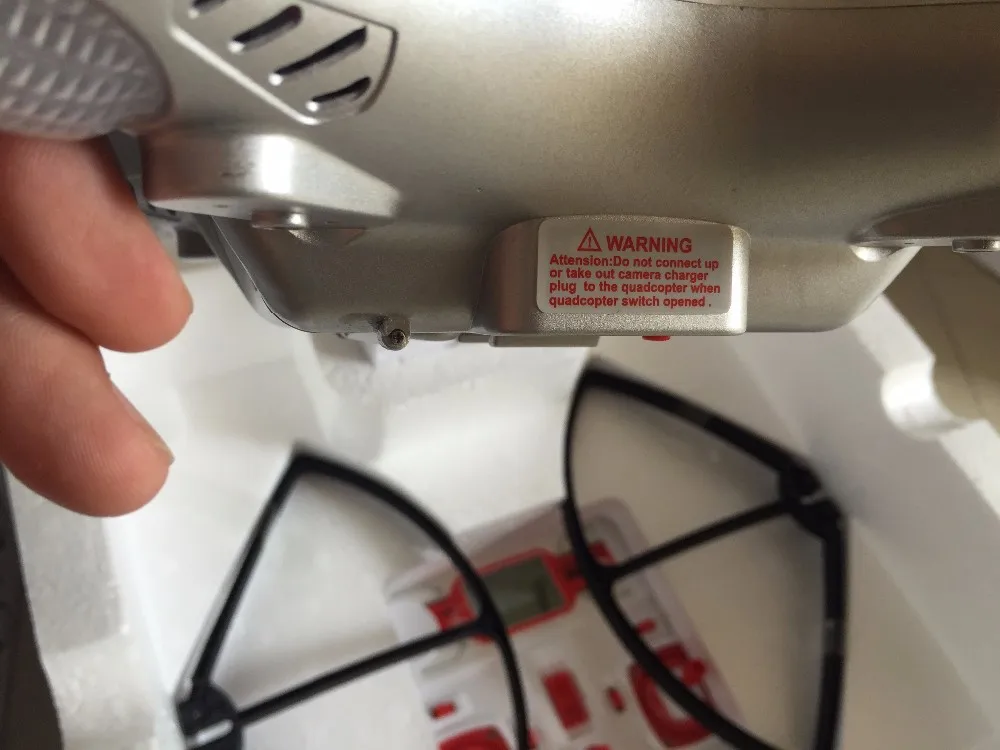 WARNING
Attension:Do not connect up
or take out camera charger
plug to the quadcopter when
quadcopter switch opened .